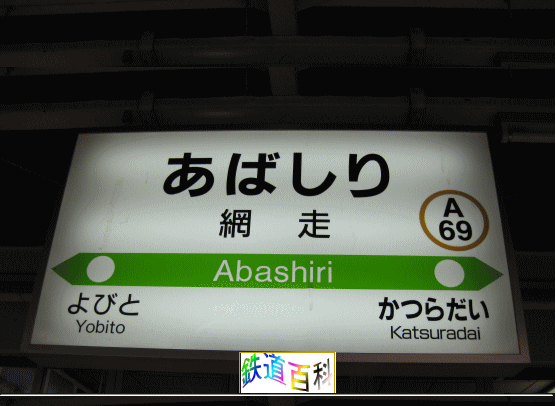 あばしり
網 走
A
69
Abashiri
よびと
Yobito
かつらだい
Katsuradai
鉄道百科